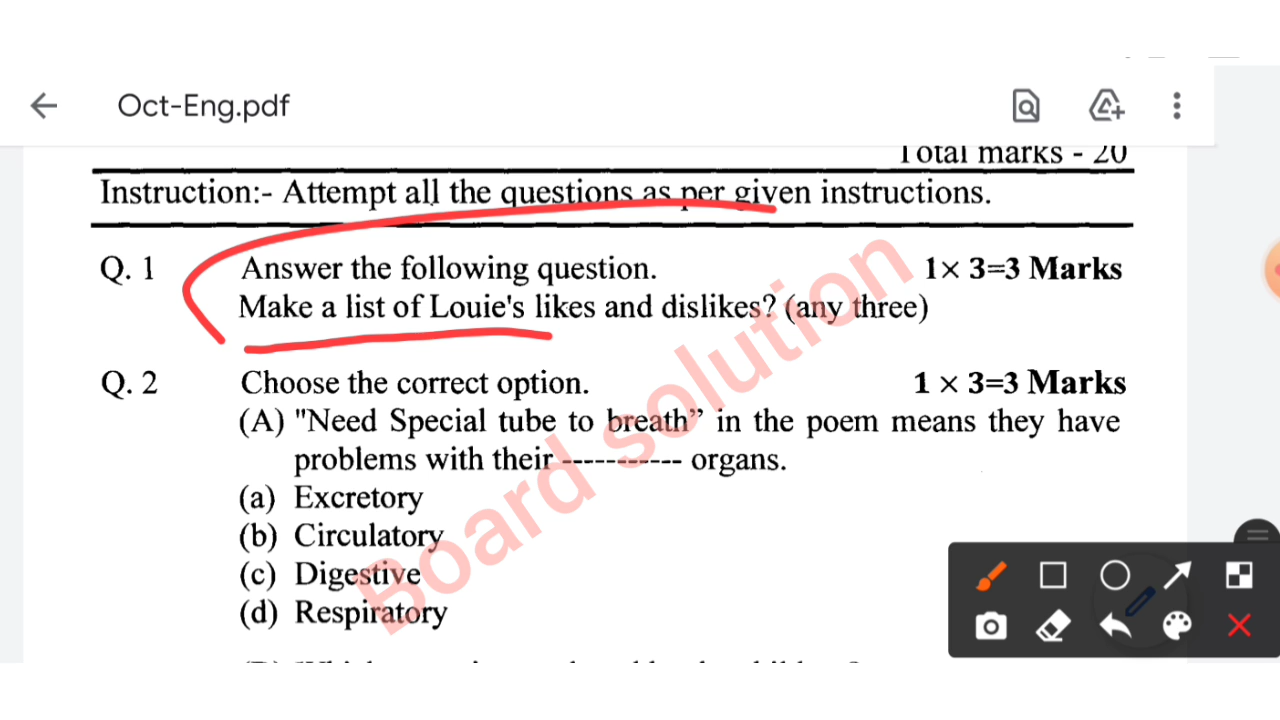 Oct-Eng.pdf
Total marks - 20
Instruction:- Attempt all the questions as per given instructions.
Q. 1 Answer the following question. 1× 3=3 Marks
Make a list of Louie's likes and dislikes? (any three)
Q. 2 Choose the correct option. 1 × 3=3 Marks
(A) "Need Special tube to breath” in the poem means they have
problems with their ----------- organs.
(a) Excretory
(b) Circulatory
(c) Digestive
(d) Respiratory
Board solution